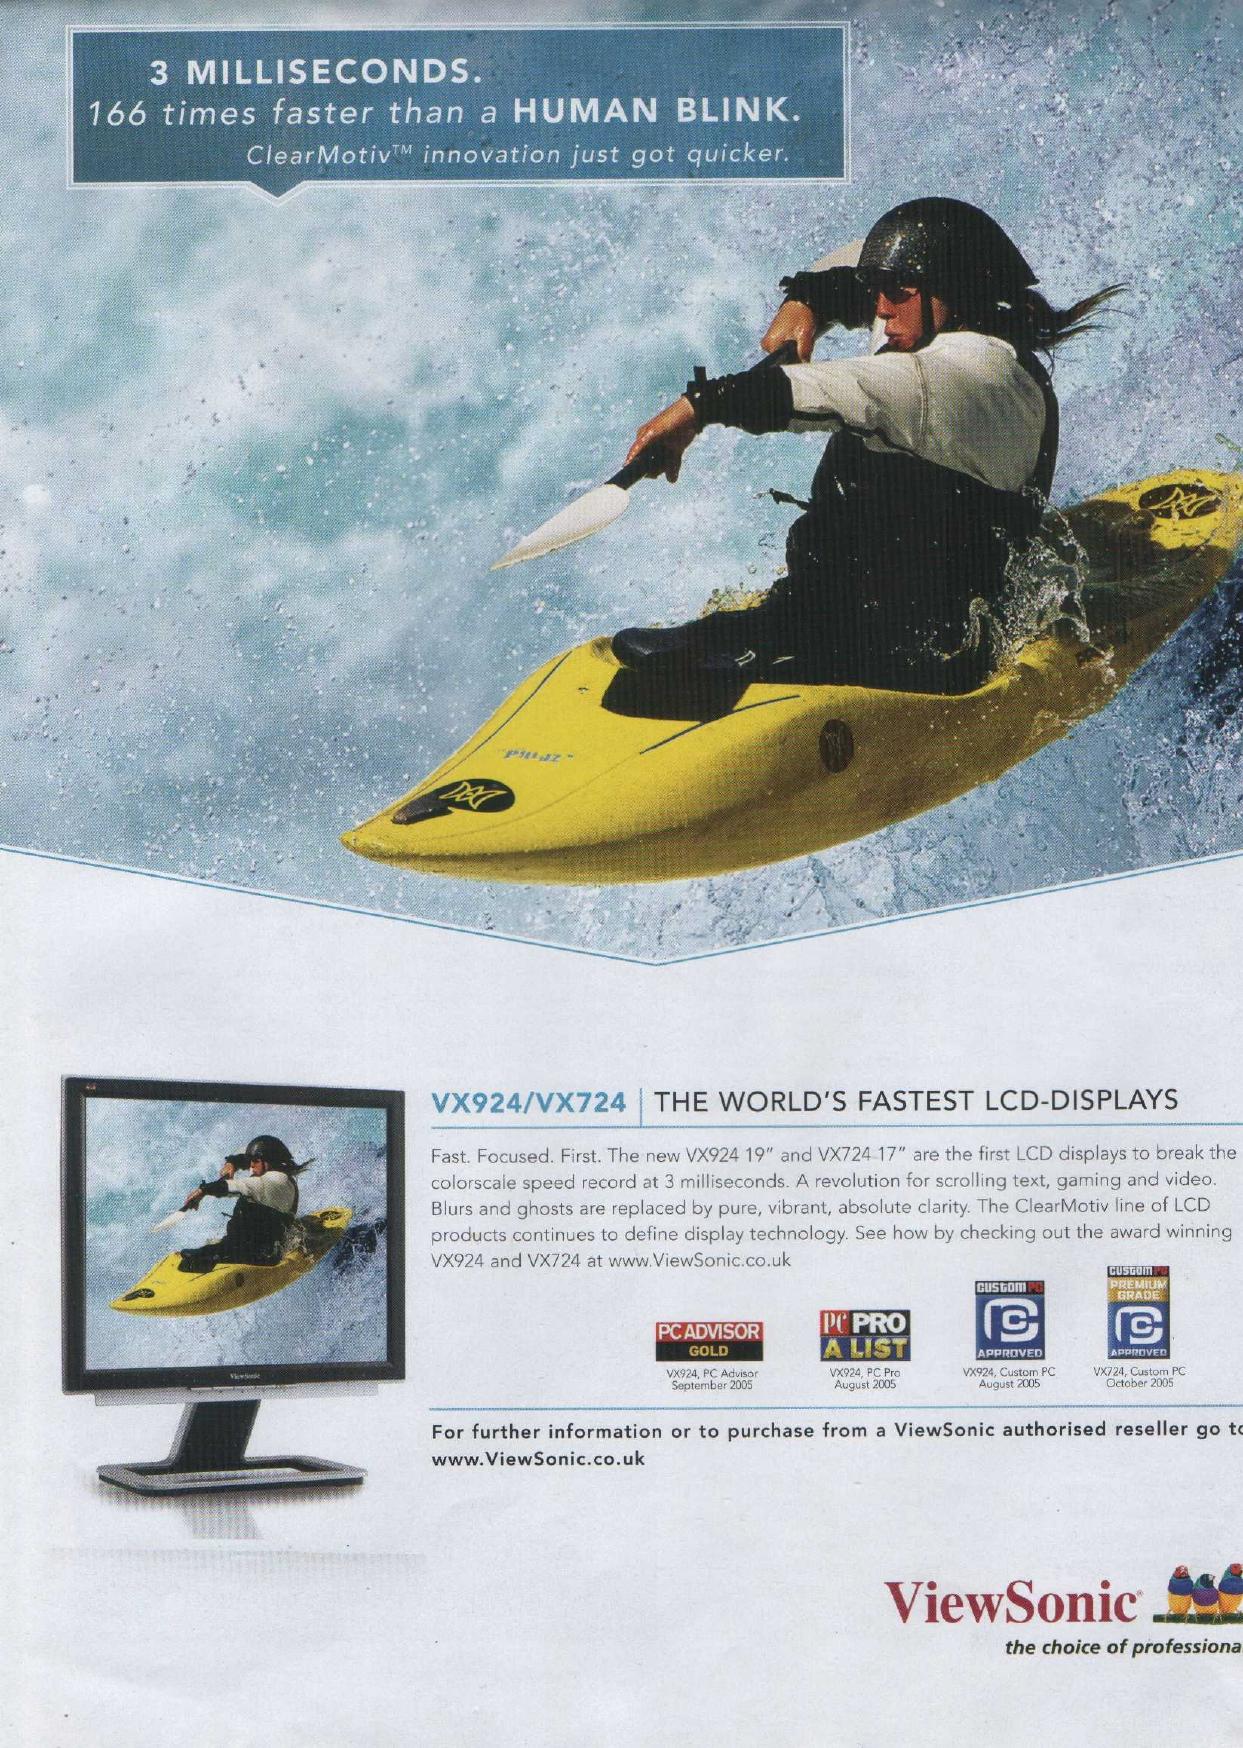 3 MILLISECONDS.
166 times faster than a HUMAN BLINK.
ClearMotiv™ innovation just got quicker.
VX924/VX724 | THE WORLD'S FASTEST LCD-DISPLAYS
Fast. Focused. First. The new VX924 19" and VX724 17" are the first LCD displays to break the
colorscale speed record at 3 milliseconds. A revolution for scrolling text, gaming and video.
Blurs and ghosts are replaced by pure, vibrant, absolute clarity. The ClearMotiv line of LCD
products continues to define display technology. See how by checking out the award winning
VX924 and VX724 at www.ViewSonic.co.uk
ViewSonic
PC ADVISOR
GOLD
VX924, PC Advisor
September 2005
PC PRO
A LIST
VX924, PC Pro
August 2005
CUSTOM PC
APPROVED
VX924, Custom PC
August 2005
CUSTOM PC
PREMIUM
GRADE
APPROVED
VX724, Custom PC
October 2005
For further information or to purchase from a ViewSonic authorised reseller go to
www.ViewSonic.co.uk
ViewSonic®
the choice of professiona